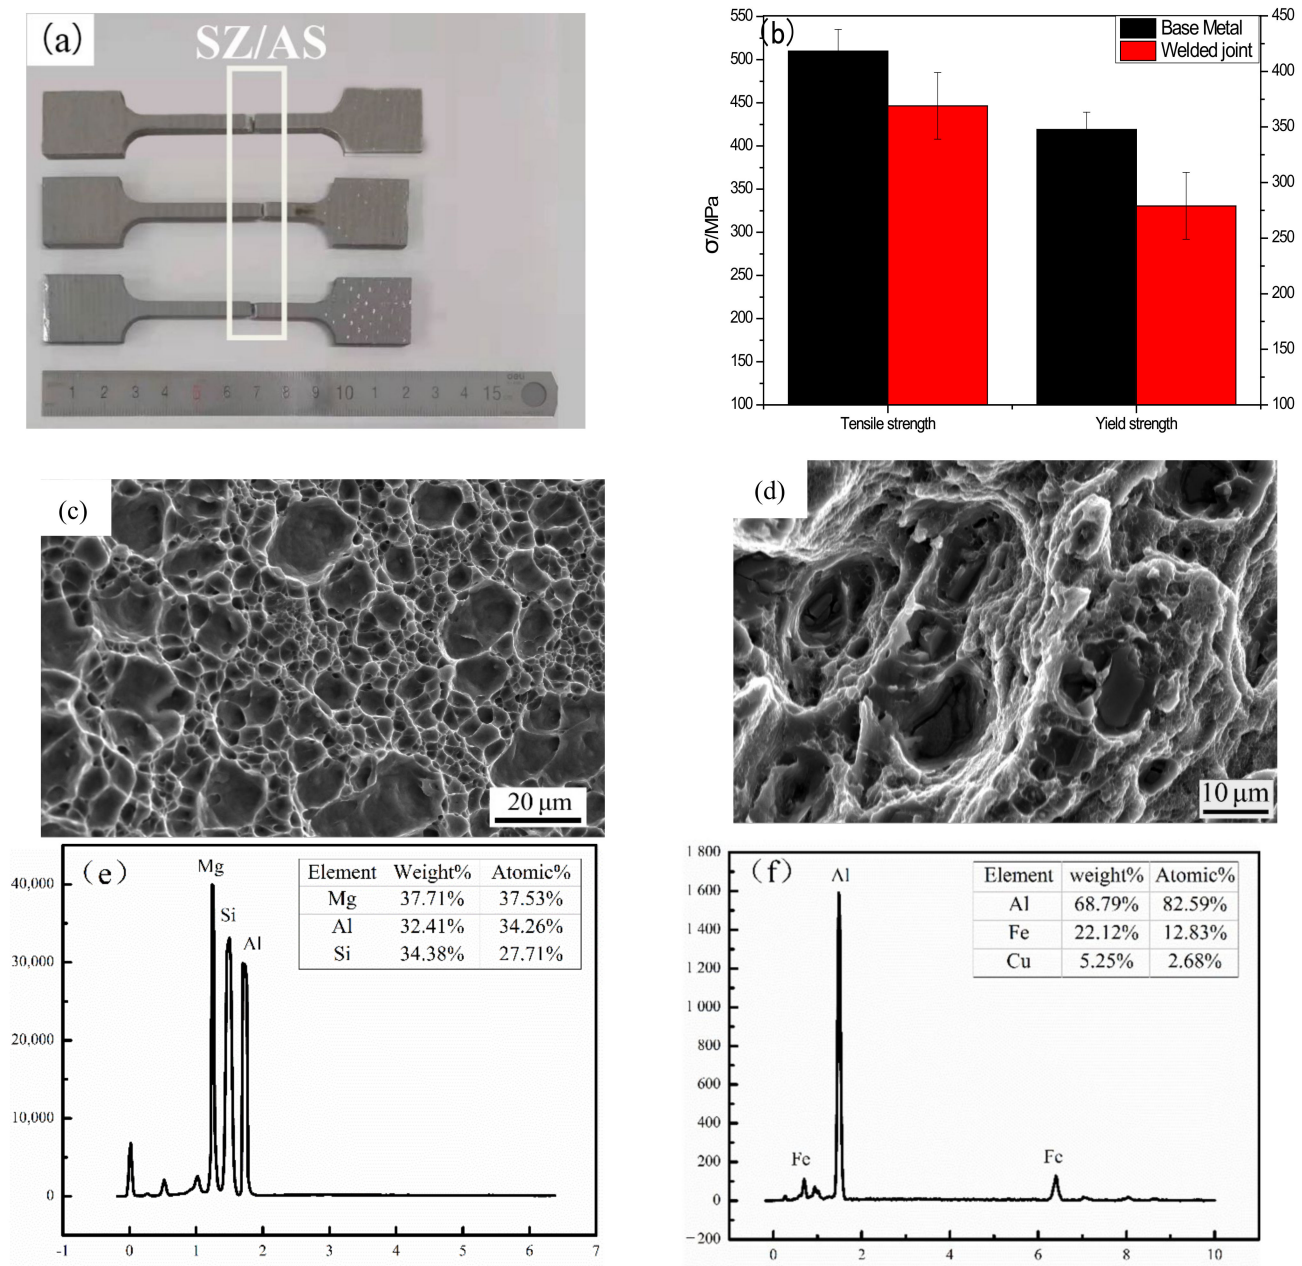 (a)
SZ/AS
1 2 3 4 5 6 7 8 9 10 1 2 3 4 15
(b)
Base Metal
Welded joint
550
500
450
400
350
300
250
200
150
100
σ/MPa
450
400
350
300
250
200
150
100
Tensile strength
Yield strength
(c)
20 μm
(d)
10 μm
(e)
Mg
Si
Al
Element Weight% Atomic%
Mg 37.71% 37.53%
Al 32.41% 34.26%
Si 34.38% 27.71%
40,000
30,000
20,000
10,000
0
-1 0 1 2 3 4 5 6 7
(f)
Al
Fe
Fe
Element weight% Atomic%
Al 68.79% 82.59%
Fe 22.12% 12.83%
Cu 5.25% 2.68%
1 800
1 600
1 400
1 200
1 000
800
600
400
200
0
−200
0 2 4 6 8 10